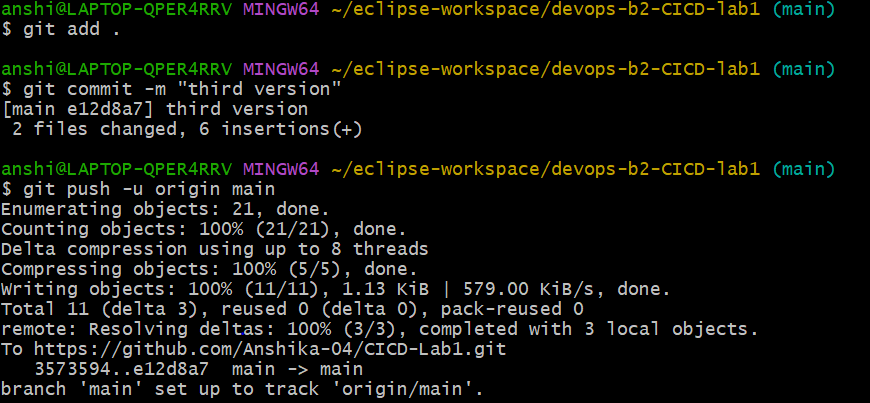 anshi@LAPTOP-QPER4RRV MINGW64 ~/eclipse-workspace/devops-b2-CICD-lab1 (main)
$ git add .
anshi@LAPTOP-QPER4RRV MINGW64 ~/eclipse-workspace/devops-b2-CICD-lab1 (main)
$ git commit -m "third version"
[main e12d8a7] third version
 2 files changed, 6 insertions(+)
anshi@LAPTOP-QPER4RRV MINGW64 ~/eclipse-workspace/devops-b2-CICD-lab1 (main)
$ git push -u origin main
Enumerating objects: 21, done.
Counting objects: 100% (21/21), done.
Delta compression using up to 8 threads
Compressing objects: 100% (5/5), done.
Writing objects: 100% (11/11), 1.13 KiB | 579.00 KiB/s, done.
Total 11 (delta 3), reused 0 (delta 0), pack-reused 0
remote: Resolving deltas: 100% (3/3), completed with 3 local objects.
To https://github.com/Anshika-04/CICD-Lab1.git
   3573594..e12d8a7  main -> main
branch 'main' set up to track 'origin/main'.